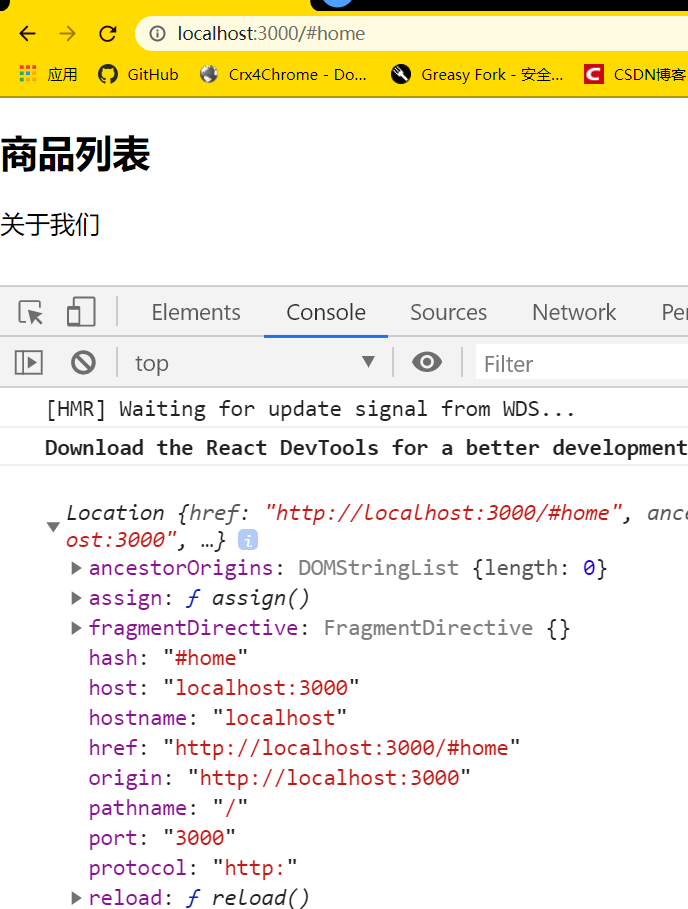 localhost:3000/#home
应用 GitHub Crx4Chrome - Do... Greasy Fork - 安全... C CSDN博客
商品列表
关于我们
Elements Console Sources Network Per
top Filter
[HMR] Waiting for update signal from WDS...
Download the React DevTools for a better development
Location {href: "http://localhost:3000/#home", ance
ost:3000", …} i
ancestorOrigins: DOMStringList {length: 0}
assign: ƒ assign()
fragmentDirective: FragmentDirective {}
hash: "#home"
host: "localhost:3000"
hostname: "localhost"
href: "http://localhost:3000/#home"
origin: "http://localhost:3000"
pathname: "/"
port: "3000"
protocol: "http:"
reload: ƒ reload()